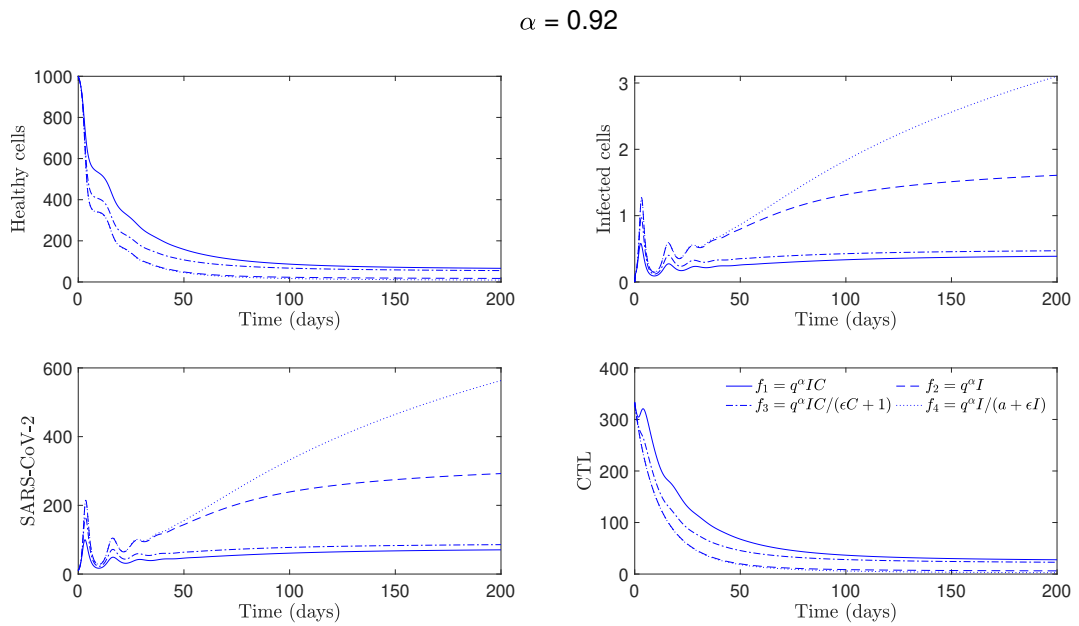 α = 0.92
1000
800
600
400
200
0
Healthy cells
0 50 100 150 200
Time (days)
3
2
1
0
Infected cells
0 50 100 150 200
Time (days)
600
400
200
0
SARS-CoV-2
0 50 100 150 200
Time (days)
400
300
200
100
0
CTL
f₁ = q^α IC f₂ = q^α I
f₃ = q^α IC/(ϵC + 1) f₄ = q^α I/(a + ϵI)
0 50 100 150 200
Time (days)